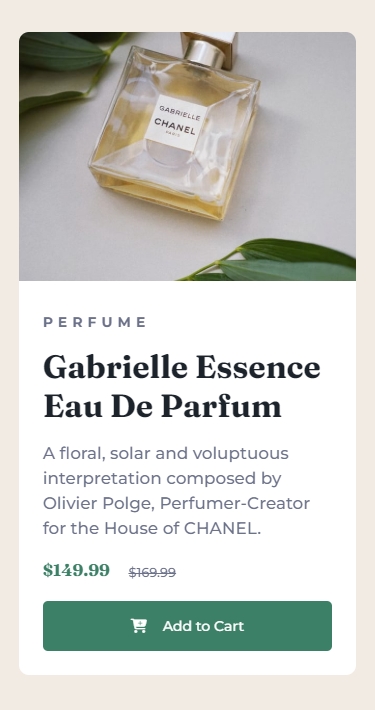 GABRIELLE
CHANEL
PARIS
PERFUME
Gabrielle Essence
Eau De Parfum
A floral, solar and voluptuous
interpretation composed by
Olivier Polge, Perfumer-Creator
for the House of CHANEL.
$149.99 $169.99
Add to Cart